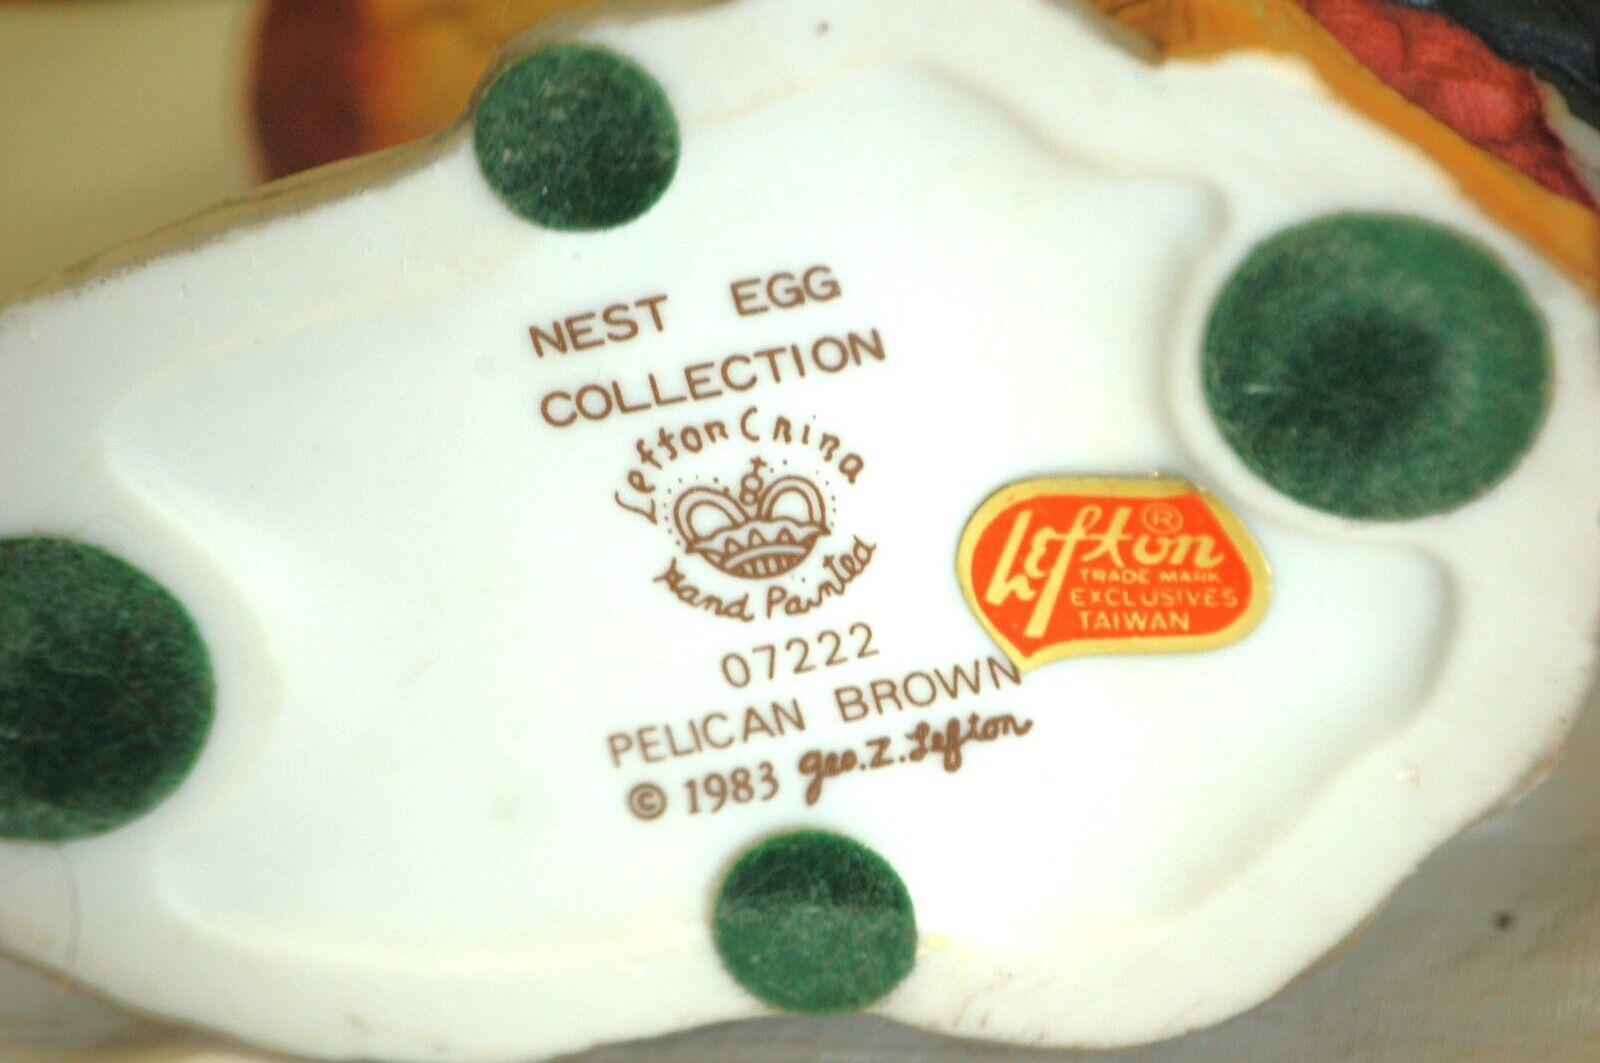 NEST EGG
COLLECTION
Lefton China
Hand Painted
07222
PELICAN BROWN
© 1983 Geo. Z. Lefton
Lefton®
TRADE MARK
EXCLUSIVES
TAIWAN